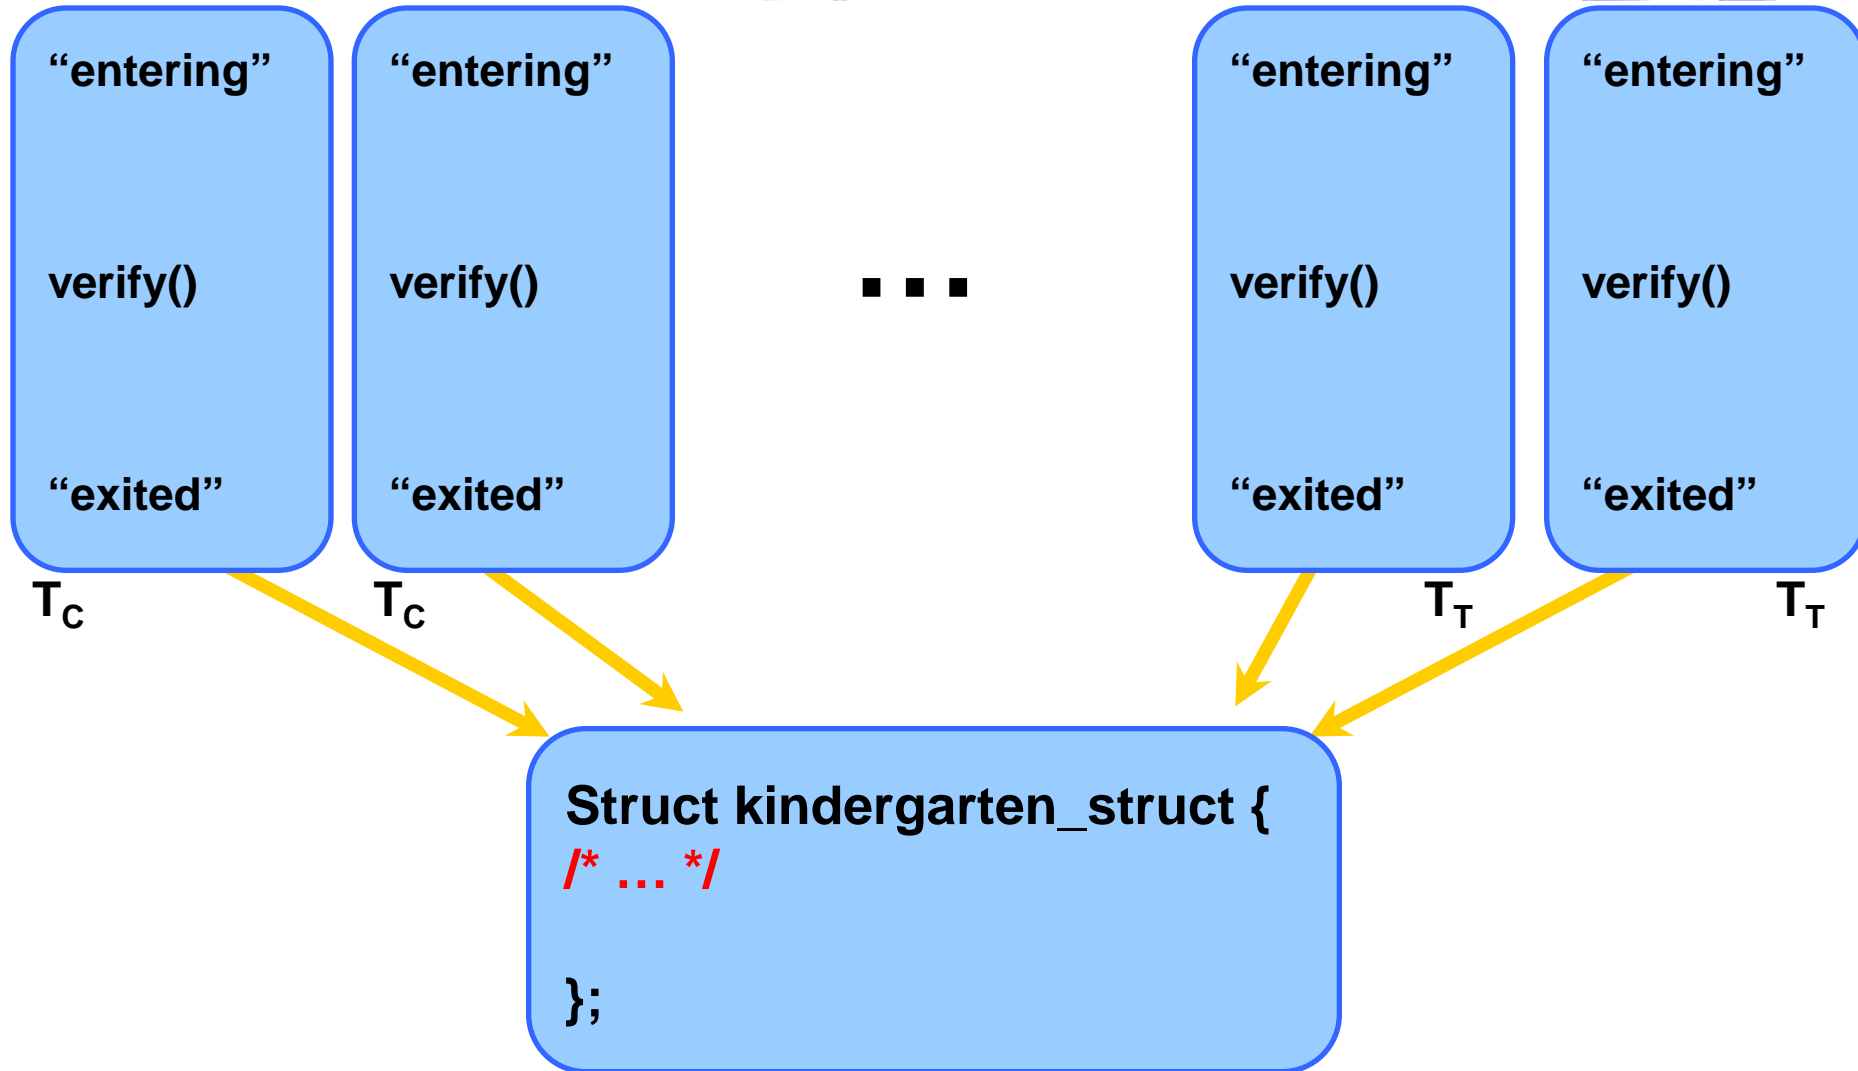 “entering” “entering” “entering” “entering”
verify() verify() … verify() verify()
“exited” “exited” “exited” “exited”
TC TC TT TT
Struct kindergarten_struct {
/* … */
};